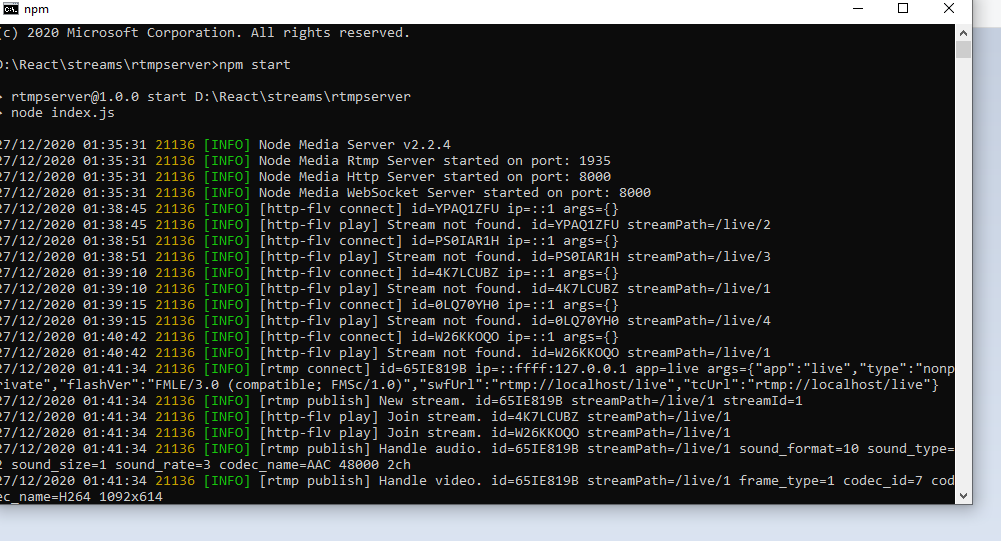 npm
(c) 2020 Microsoft Corporation. All rights reserved.
D:\React\streams\rtmpserver>npm start
> rtmpserver@1.0.0 start D:\React\streams\rtmpserver
> node index.js
27/12/2020 01:35:31 21136 [INFO] Node Media Server v2.2.4
27/12/2020 01:35:31 21136 [INFO] Node Media Rtmp Server started on port: 1935
27/12/2020 01:35:31 21136 [INFO] Node Media Http Server started on port: 8000
27/12/2020 01:35:31 21136 [INFO] Node Media WebSocket Server started on port: 8000
27/12/2020 01:38:45 21136 [INFO] [http-flv connect] id=YPAQ1ZFU ip=::1 args={}
27/12/2020 01:38:45 21136 [INFO] [http-flv play] Stream not found. id=YPAQ1ZFU streamPath=/live/2
27/12/2020 01:38:51 21136 [INFO] [http-flv connect] id=PS0IAR1H ip=::1 args={}
27/12/2020 01:38:51 21136 [INFO] [http-flv play] Stream not found. id=PS0IAR1H streamPath=/live/3
27/12/2020 01:39:10 21136 [INFO] [http-flv connect] id=4K7LCUBZ ip=::1 args={}
27/12/2020 01:39:10 21136 [INFO] [http-flv play] Stream not found. id=4K7LCUBZ streamPath=/live/1
27/12/2020 01:39:15 21136 [INFO] [http-flv connect] id=0LQ70YH0 ip=::1 args={}
27/12/2020 01:39:15 21136 [INFO] [http-flv play] Stream not found. id=0LQ70YH0 streamPath=/live/4
27/12/2020 01:40:42 21136 [INFO] [http-flv connect] id=W26KKOQO ip=::1 args={}
27/12/2020 01:40:42 21136 [INFO] [http-flv play] Stream not found. id=W26KKOQO streamPath=/live/1
27/12/2020 01:41:34 21136 [INFO] [rtmp connect] id=65IE819B ip=::ffff:127.0.0.1 app=live args={"app":"live","type":"nonp
rivate","flashVer":"FMLE/3.0 (compatible; FMSc/1.0)","swfUrl":"rtmp://localhost/live","tcUrl":"rtmp://localhost/live"}
27/12/2020 01:41:34 21136 [INFO] [rtmp publish] New stream. id=65IE819B streamPath=/live/1 streamId=1
27/12/2020 01:41:34 21136 [INFO] [http-flv play] Join stream. id=4K7LCUBZ streamPath=/live/1
27/12/2020 01:41:34 21136 [INFO] [http-flv play] Join stream. id=W26KKOQO streamPath=/live/1
27/12/2020 01:41:34 21136 [INFO] [rtmp publish] Handle audio. id=65IE819B streamPath=/live/1 sound_format=10 sound_type=
2 sound_size=1 sound_rate=3 codec_name=AAC 48000 2ch
27/12/2020 01:41:34 21136 [INFO] [rtmp publish] Handle video. id=65IE819B streamPath=/live/1 frame_type=1 codec_id=7 cod
ec_name=H264 1092x614